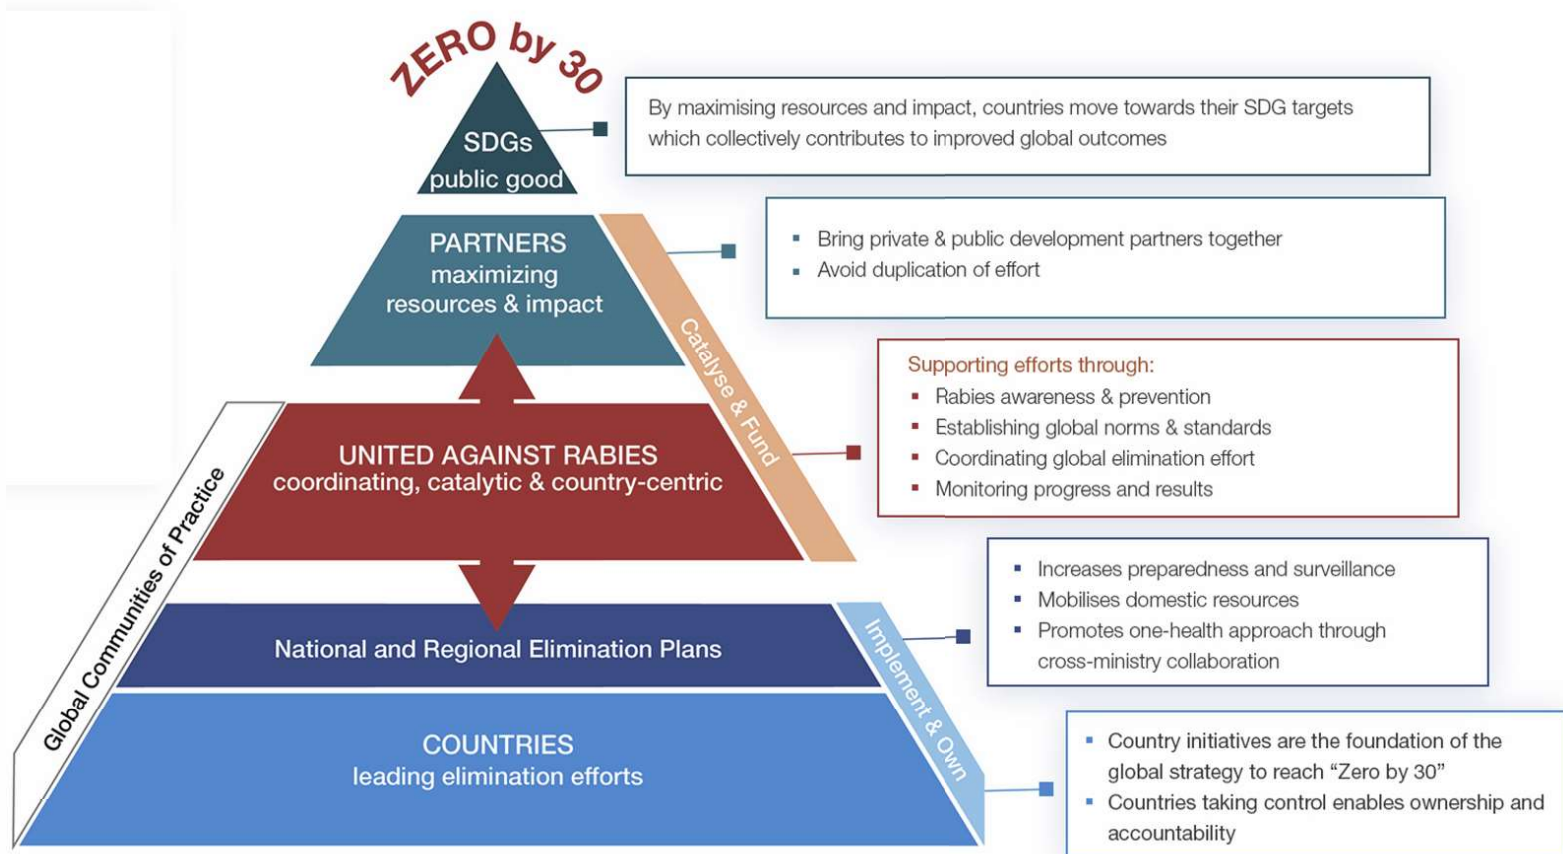 ZERO by 30
SDGs
public good
By maximising resources and impact, countries move towards their SDG targets
which collectively contributes to improved global outcomes
PARTNERS
maximizing
resources & impact
▪ Bring private & public development partners together
▪ Avoid duplication of effort
Catalyse & Fund
UNITED AGAINST RABIES
coordinating, catalytic & country-centric
Supporting efforts through:
▪ Rabies awareness & prevention
▪ Establishing global norms & standards
▪ Coordinating global elimination effort
▪ Monitoring progress and results
Global Communities of Practice
National and Regional Elimination Plans
▪ Increases preparedness and surveillance
▪ Mobilises domestic resources
▪ Promotes one-health approach through
cross-ministry collaboration
Implement & Own
COUNTRIES
leading elimination efforts
▪ Country initiatives are the foundation of the
global strategy to reach “Zero by 30”
▪ Countries taking control enables ownership and
accountability